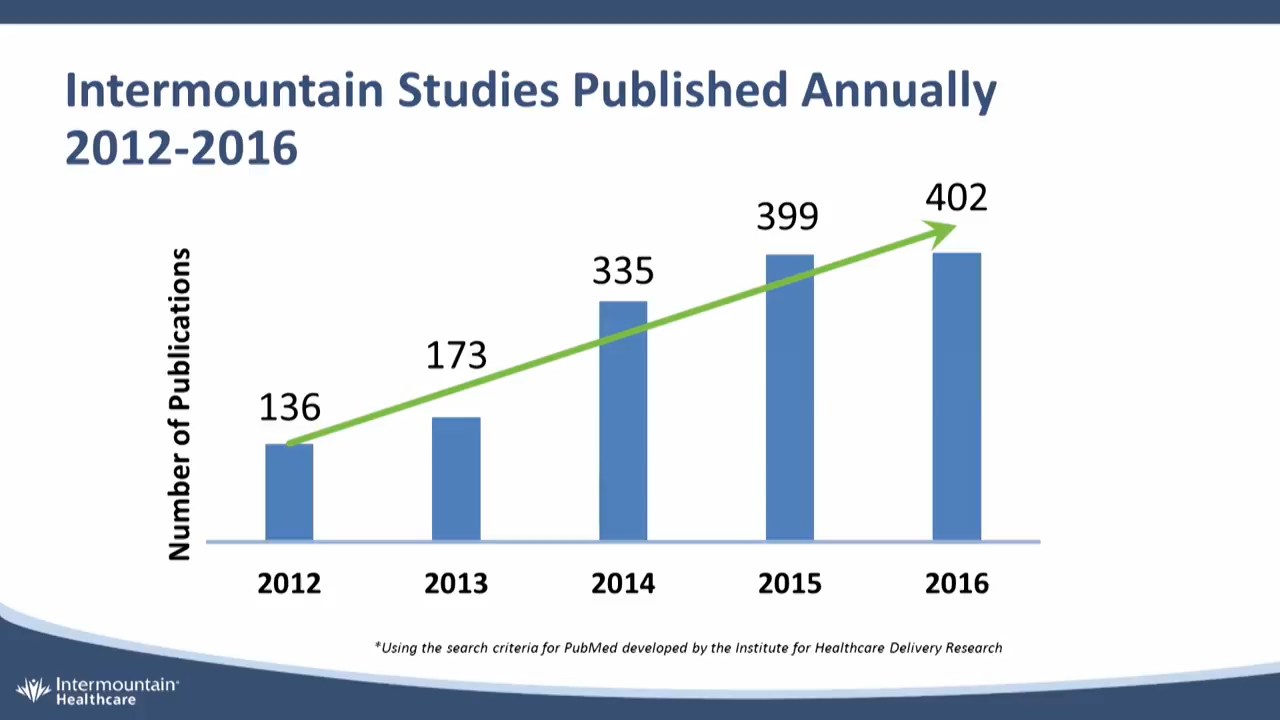 Intermountain Studies Published Annually
2012-2016
Number of Publications
136
173
335
399
402
2012
2013
2014
2015
2016
*Using the search criteria for PubMed developed by the Institute for Healthcare Delivery Research
Intermountain
Healthcare